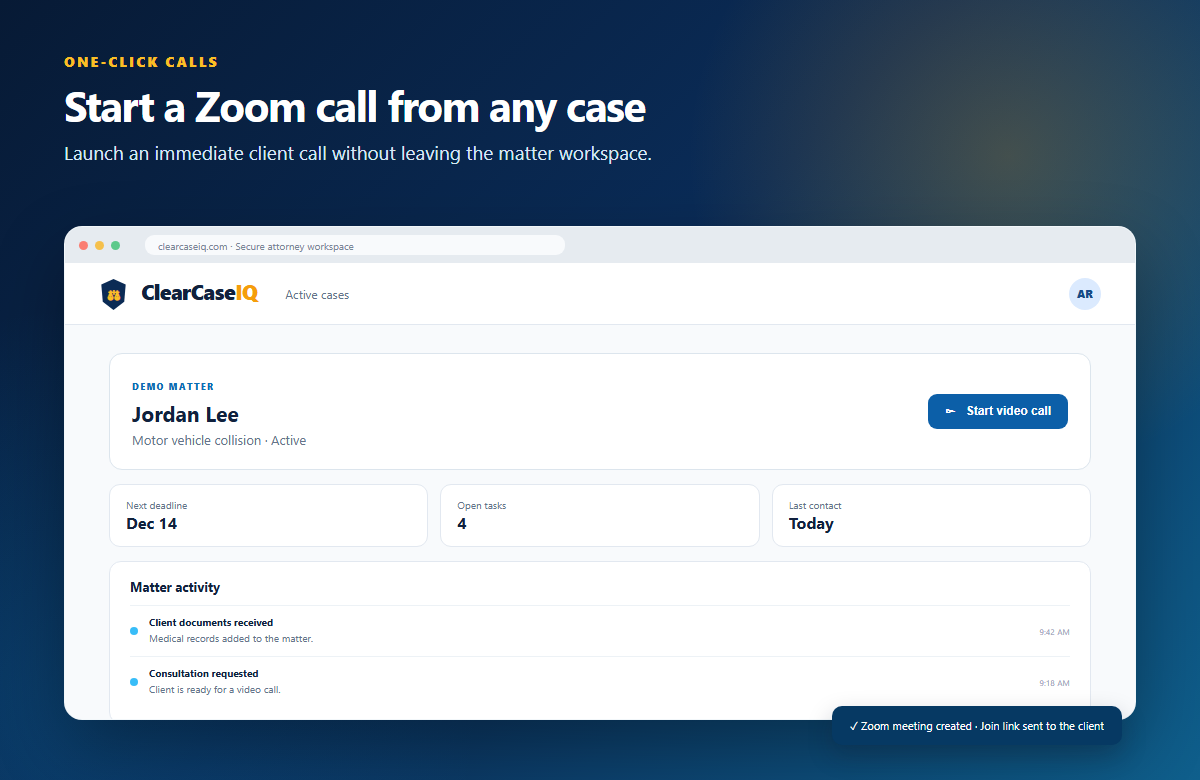 ONE-CLICK CALLS
Start a Zoom call from any case
Launch an immediate client call without leaving the matter workspace.
clearcaseiq.com · Secure attorney workspace
ClearCaseIQ
Active cases
AR
DEMO MATTER
Jordan Lee
Motor vehicle collision · Active
Start video call
Next deadline
Dec 14
Open tasks
4
Last contact
Today
Matter activity
Client documents received
Medical records added to the matter.
9:42 AM
Consultation requested
Client is ready for a video call.
9:18 AM
✓ Zoom meeting created · Join link sent to the client